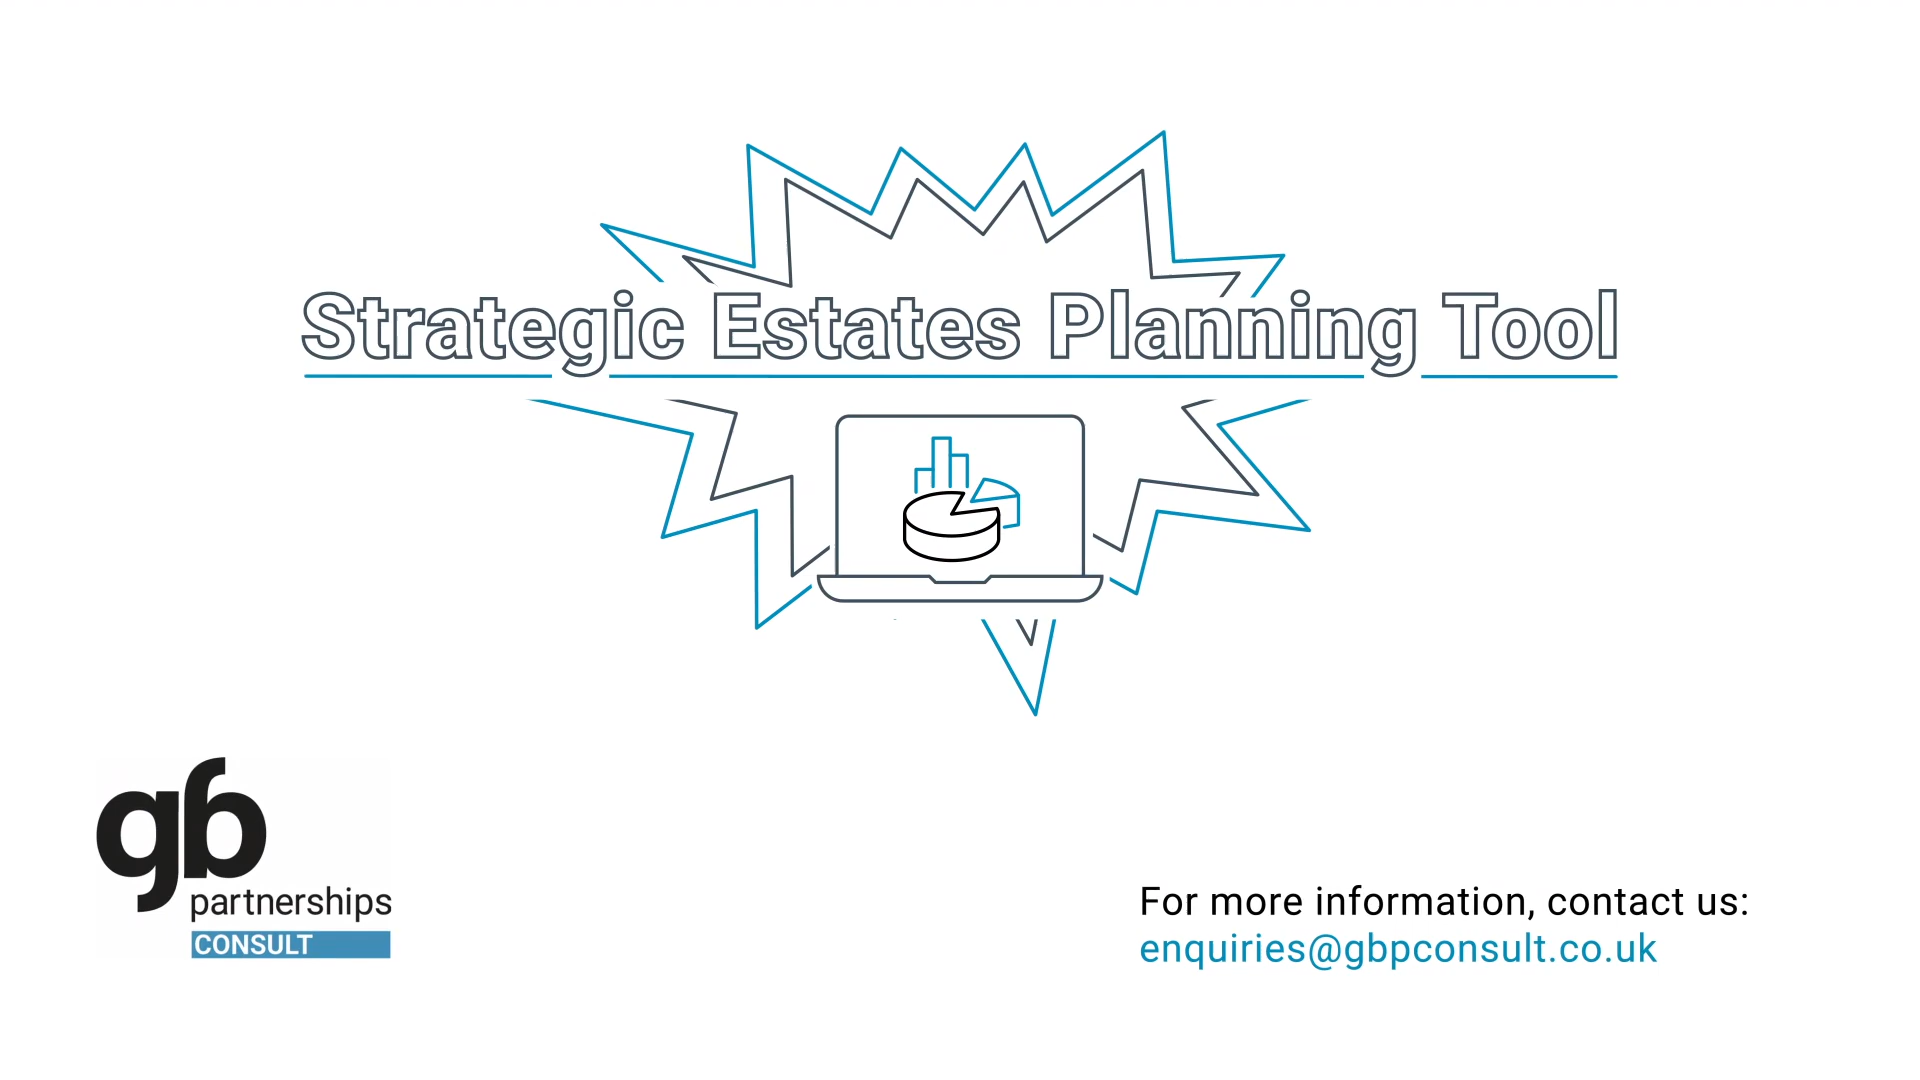 Strategic Estates Planning Tool
gb
partnerships
CONSULT
For more information, contact us:
enquiries@gbpconsult.co.uk